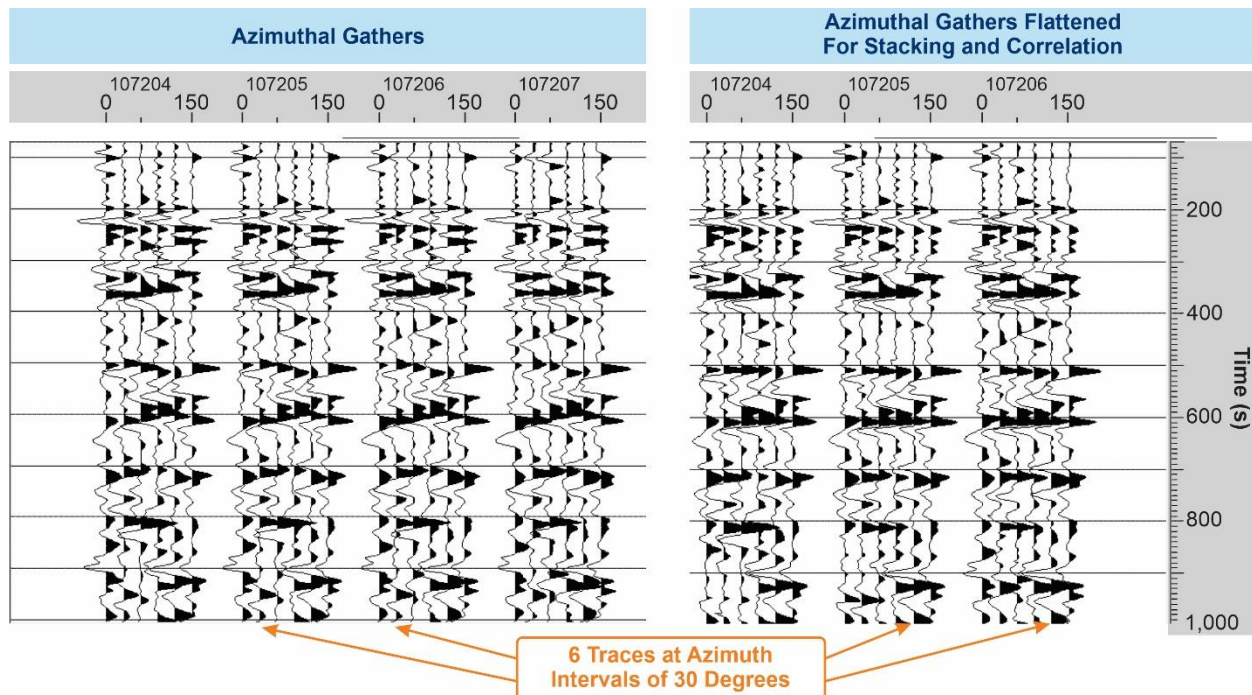 Azimuthal Gathers
Azimuthal Gathers Flattened
For Stacking and Correlation
107204 107205 107206 107207
0 150 0 150 0 150 0 150
107204 107205 107206
0 150 0 150 0 150
200
400
600
800
1,000
Time (s)
6 Traces at Azimuth
Intervals of 30 Degrees